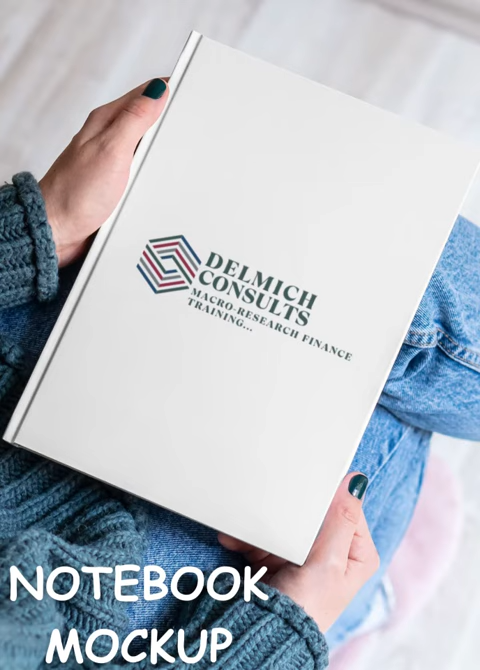 DELMICH
CONSULTS
MACRO-RESEARCH FINANCE
TRAINING...
NOTEBOOK
MOCKUP